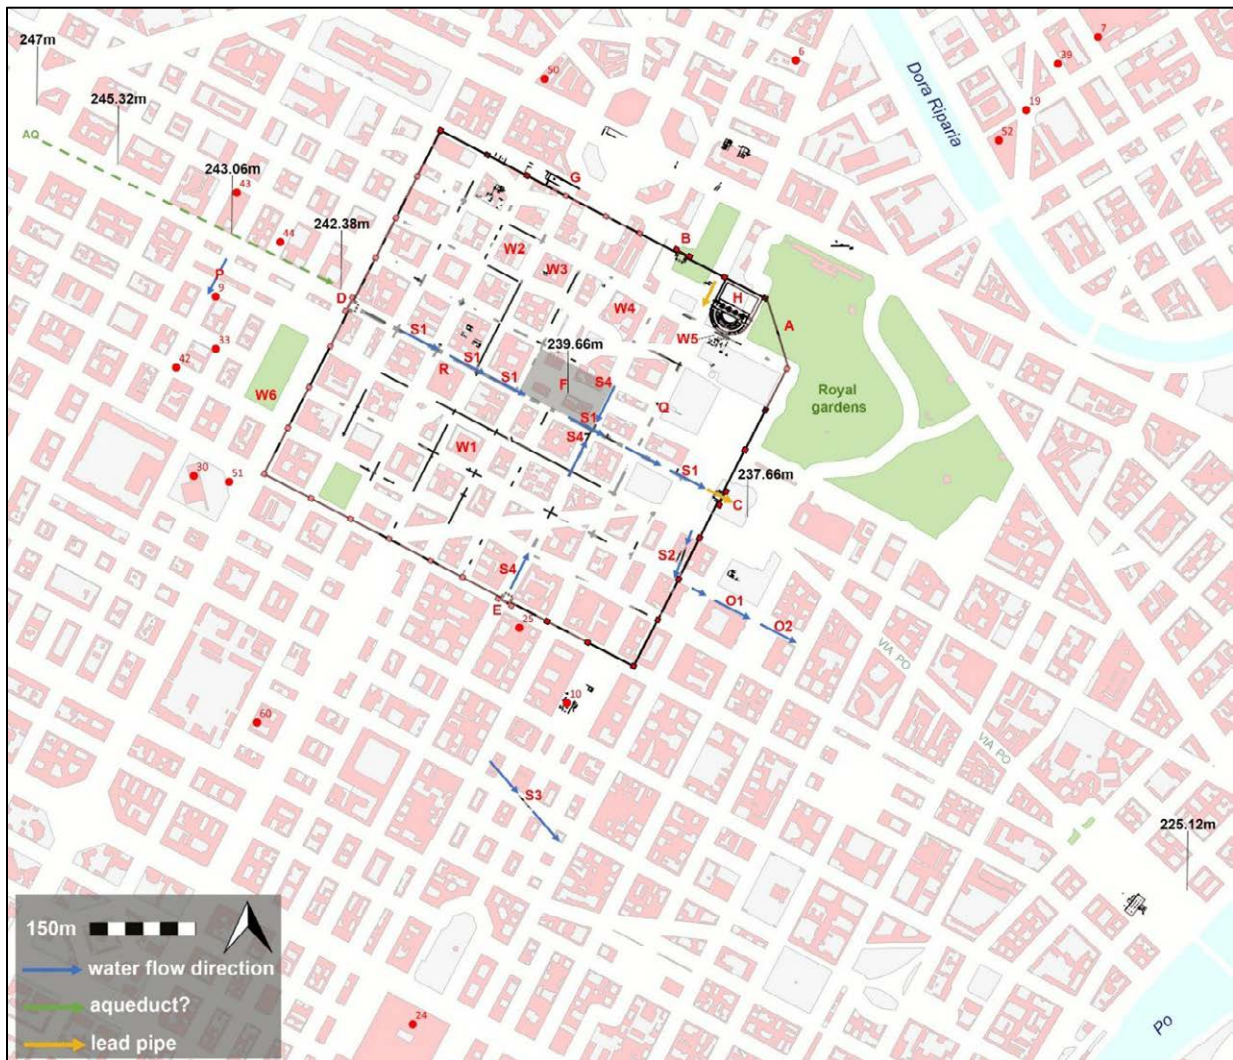 247m
245.32m
AQ
243.06m
43
242.38m
44
P
9
D
33
42
W6
30
51
60
50
G
6
7
39
19
52
Dora Riparia
B
H
A
W2
W3
W4
W5
S1
S1
S1
R
239.66m
F
S4
S1
S4
Q
Royal
gardens
W1
S1
237.66m
C
S2
S4
E
25
O1
O2
VIA PO
10
VIA PO
S3
225.12m
24
Po
150m
water flow direction
aqueduct?
lead pipe